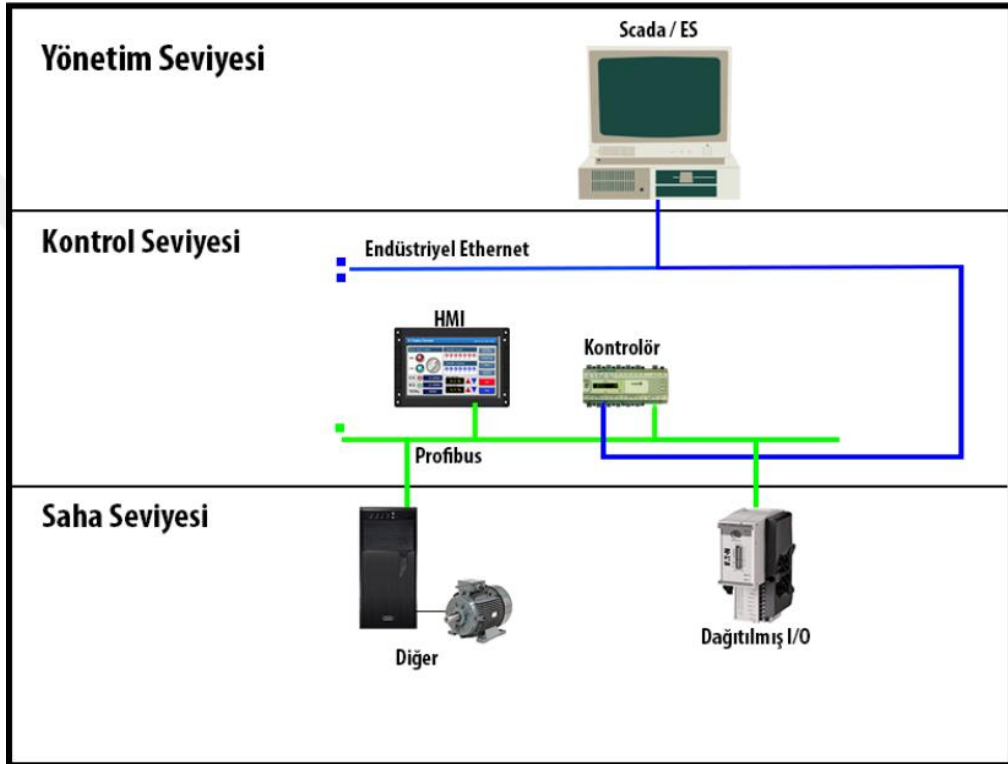 Scada / ES
Yönetim Seviyesi
Kontrol Seviyesi
Endüstriyel Ethernet
HMI
Kontrolör
Profibus
Saha Seviyesi
Diğer
Dağıtılmış I/O